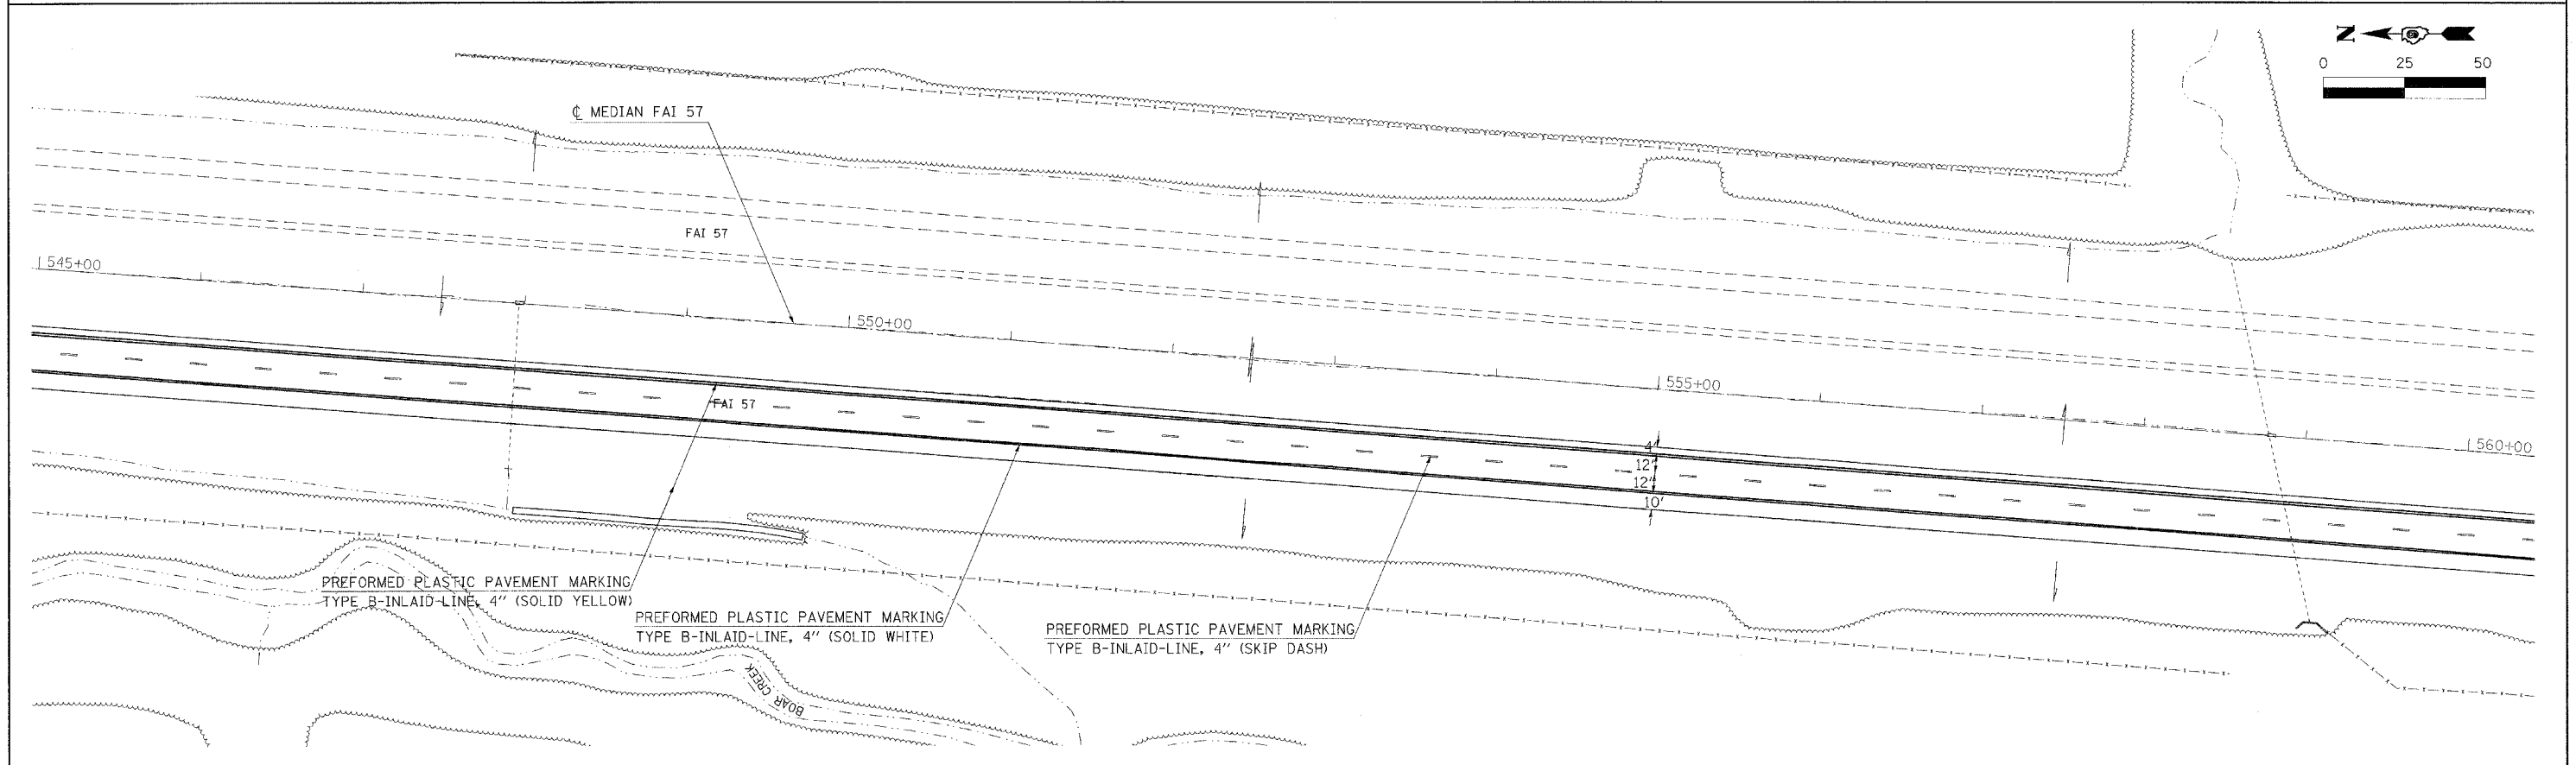 N
0 25 50
℄ MEDIAN FAI 57
FAI 57
545+00
550+00
555+00
560+00
FAI 57
4'
12'
12'
10'
PREFORMED PLASTIC PAVEMENT MARKING
TYPE B-INLAID-LINE, 4" (SOLID YELLOW)
PREFORMED PLASTIC PAVEMENT MARKING
TYPE B-INLAID-LINE, 4" (SOLID WHITE)
PREFORMED PLASTIC PAVEMENT MARKING
TYPE B-INLAID-LINE, 4" (SKIP DASH)
BOAR CREEK